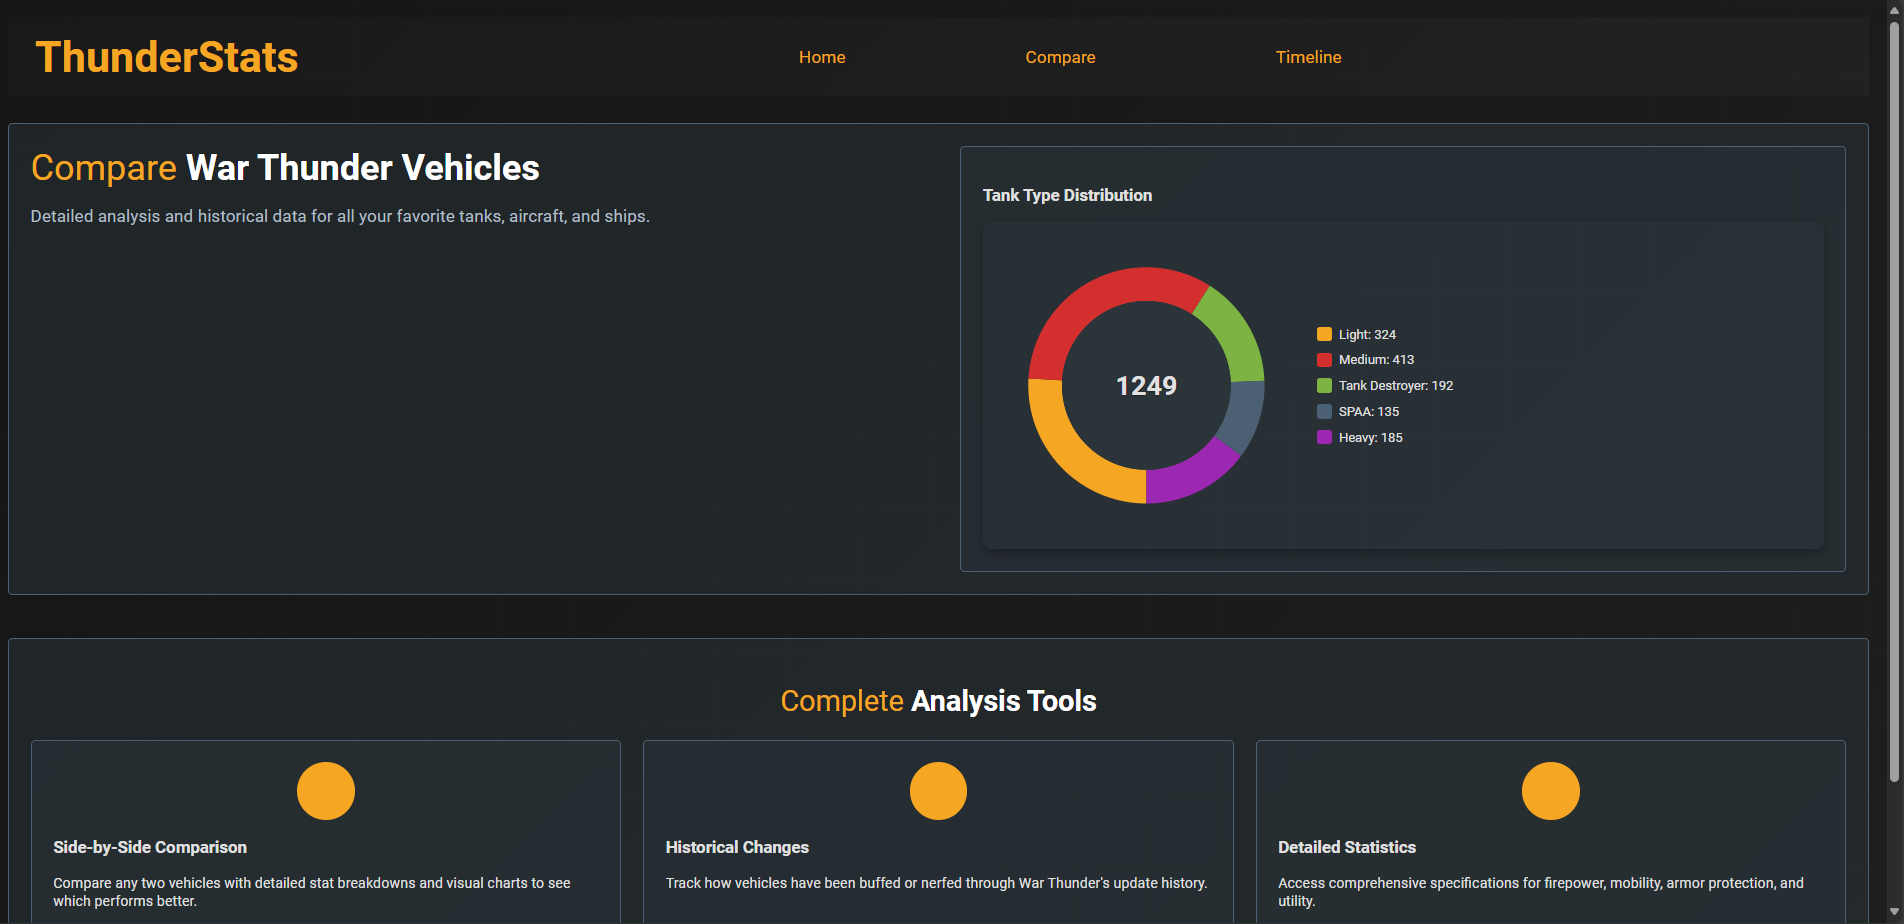 ThunderStats
Home
Compare
Timeline
Compare War Thunder Vehicles
Detailed analysis and historical data for all your favorite tanks, aircraft, and ships.
Tank Type Distribution
1249
Light: 324
Medium: 413
Tank Destroyer: 192
SPAA: 135
Heavy: 185
Complete Analysis Tools
Side-by-Side Comparison
Compare any two vehicles with detailed stat breakdowns and visual charts to see
which performs better.
Historical Changes
Track how vehicles have been buffed or nerfed through War Thunder's update history.
Detailed Statistics
Access comprehensive specifications for firepower, mobility, armor protection, and
utility.